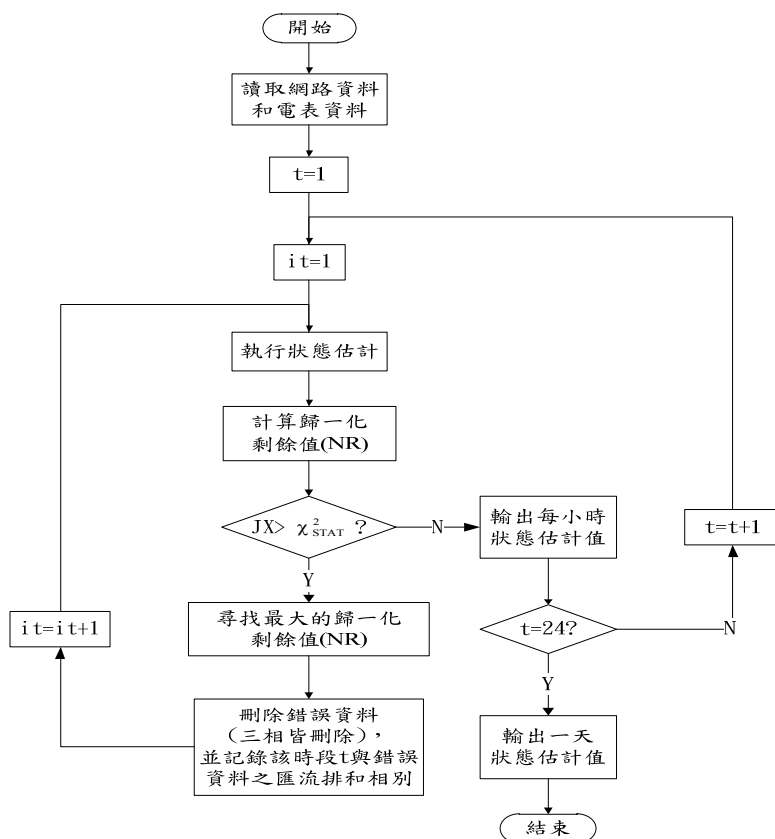 開始
讀取網路資料
和電表資料
t=1
it=1
執行狀態估計
計算歸一化
剩餘值(NR)
JX> χ²STAT ?
N
輸出每小時
狀態估計值
t=t+1
Y
尋找最大的歸一化
剩餘值(NR)
it=it+1
t=24?
N
Y
刪除錯誤資料
(三相皆刪除),
並記錄該時段t與錯誤
資料之匯流排和相別
輸出一天
狀態估計值
結束